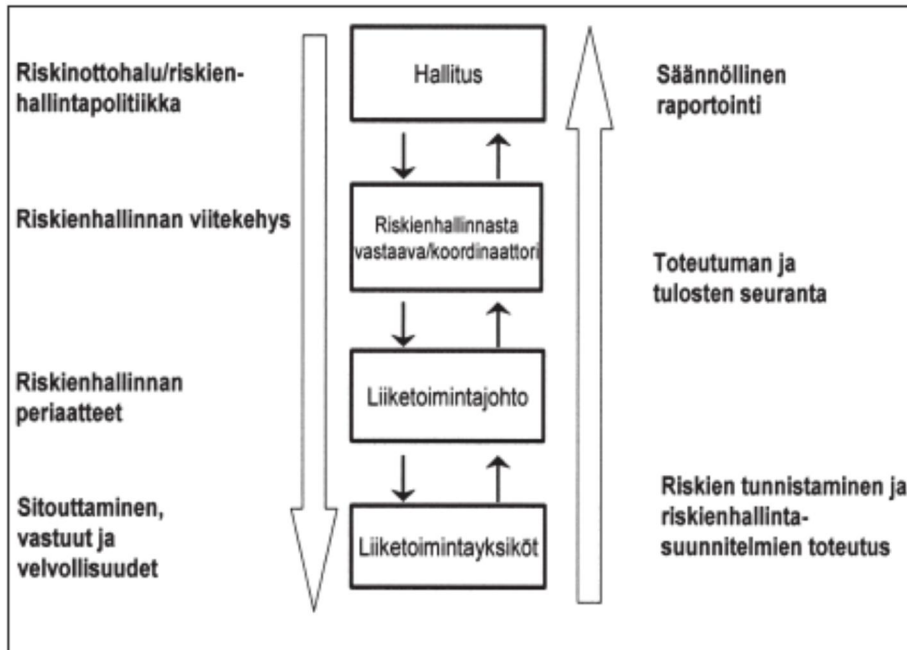 Riskinottohalu/riskien-
hallintapolitiikka
Hallitus
Säännöllinen
raportointi
Riskienhallinnan viitekehys
Riskienhallinnasta
vastaava/koordinaattori
Toteutuman ja
tulosten seuranta
Riskienhallinnan
periaatteet
Liiketoimintajohto
Sitouttaminen,
vastuut ja
velvollisuudet
Liiketoimintayksiköt
Riskien tunnistaminen ja
riskienhallinta-
suunnitelmien toteutus